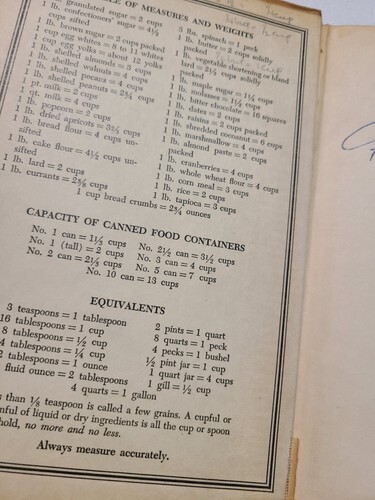 LE OF MEASURES AND WEIGHTS
granulated sugar = 2 cups
1 lb. confectioners' sugar = 4½
cups sifted
1 lb. brown sugar = 2 cups packed
1 cup egg whites = 8 to 11 whites
1 cup egg yolks = about 12 yolks
1 lb. shelled almonds = 3 cups
1 lb. shelled walnuts = 4 cups
1 lb. shelled pecans = 4 cups
1 lb. shelled peanuts = cups
1 pt. milk = 2 cups
1 qt. milk = 4 cups
1 lb. popcorn = 2 cups
1 lb. dried apricots = cups
1 lb. bread flour = 4 cups un-
sifted
1 lb. cake flour = 4½ cups un-
sifted
1 lb. lard = 2 cups
1 lb. currants = cups
3 lbs. spinach = 1 peck
1 lb. butter = 2 cups solidly
packed
1 lb. vegetable shortening or bland
lard = 2½ cups solidly
packed
1 lb. maple sugar = 1¼ cups
1 lb. molasses = 1½ cups
1 lb. bitter chocolate = 16 squares
1 lb. dates = 2 cups
1 lb. raisins = 2 cups packed
1 lb. shredded cocoanut = 6 cups
1 lb. marshmallow = 4 cups
1 lb. almond paste = 2 cups
packed
1 lb. cranberries = 4 cups
1 lb. whole wheat flour = 4 cups
1 lb. corn meal = 3 cups
1 lb. rice = 2 cups
1 lb. tapioca = 3 cups
1 cup bread crumbs = 2¾ ounces
CAPACITY OF CANNED FOOD CONTAINERS
No. 1 can = 1⅓ cups
No. 1 (tall) = 2 cups
No. 2 can = 2½ cups
No. 2½ can = 3½ cups
No. 3 can = 4 cups
No. 5 can = 7 cups
No. 10 can = 13 cups
EQUIVALENTS
3 teaspoons = 1 tablespoon
16 tablespoons = 1 cup
8 tablespoons = ½ cup
4 tablespoons = ¼ cup
2 tablespoons = 1 ounce
fluid ounce = 2 tablespoons
2 pints = 1 quart
8 quarts = 1 peck
4 pecks = 1 bushel
½ pint jar = 1 cup
1 quart jar = 4 cups
1 gill = ½ cup
4 quarts = 1 gallon
s than ⅛ teaspoon is called a few grains. A cupful or
nful of liquid or dry ingredients is all the cup or spoon
hold, no more and no less.
Always measure accurately.